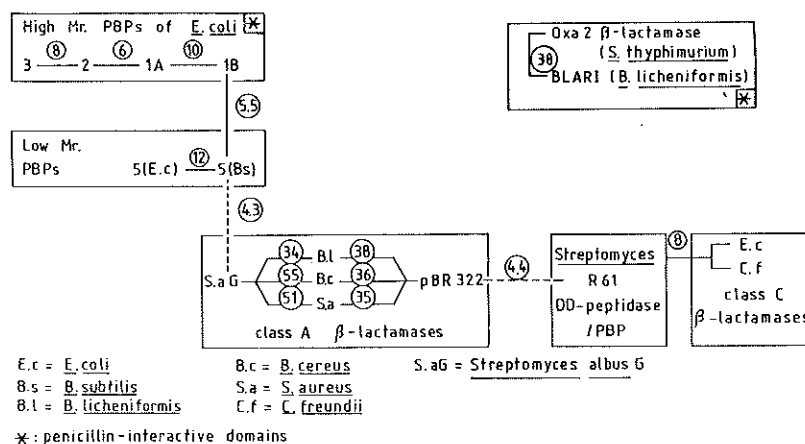 High Mr. PBPs of E.coli *
3 8 2 6 1A 10 1B
5.5
Oxa 2 β-lactamase
(S. thyphimurium)
38
BLARI (B. licheniformis)
*
Low Mr.
PBPs 5(E.c) 12 5(Bs)
4.3
34 B.l 38
S.aG 55 B.c 36 pBR 322
51 S.a 35
class A β-lactamases
4.4
Streptomyces
R61
DD-peptidase
/PBP
8
E.c
C.f
class C
β-lactamases
E.c = E.coli B.c = B.cereus S.aG = Streptomyces albus G
B.s = B.subtilis S.a = S.aureus
B.l = B. licheniformis C.f = C. freundii
* : penicillin-interactive domains